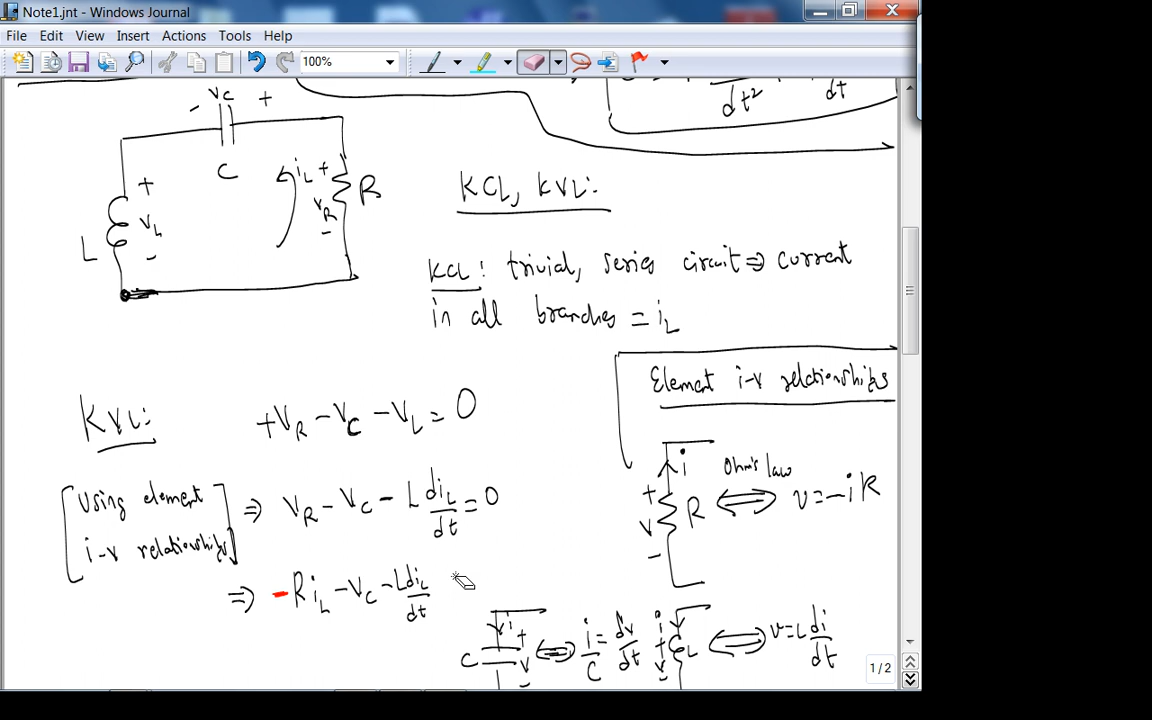 Note1.jnt - Windows Journal
File Edit View Insert Actions Tools Help
100%
dt² dt
- Vc +
C
+ VL -
L
iL
+ VR -
R
KCL, KVL:
KCL: trivial, series circuit ⇒ current
in all branches = iL
Element i-v relationships
KVL: +VR - VC - VL = 0
i
Ohm's law
+ V -
R ⟺ v = -iR
[Using element
i-v relationships]
⇒ VR - VC - L diL/dt = 0
⇒ -RiL - VC - L diL/dt
C i + v - ⟺ i/C = dv/dt
i + v - L ⟺ v = L di/dt
1/2